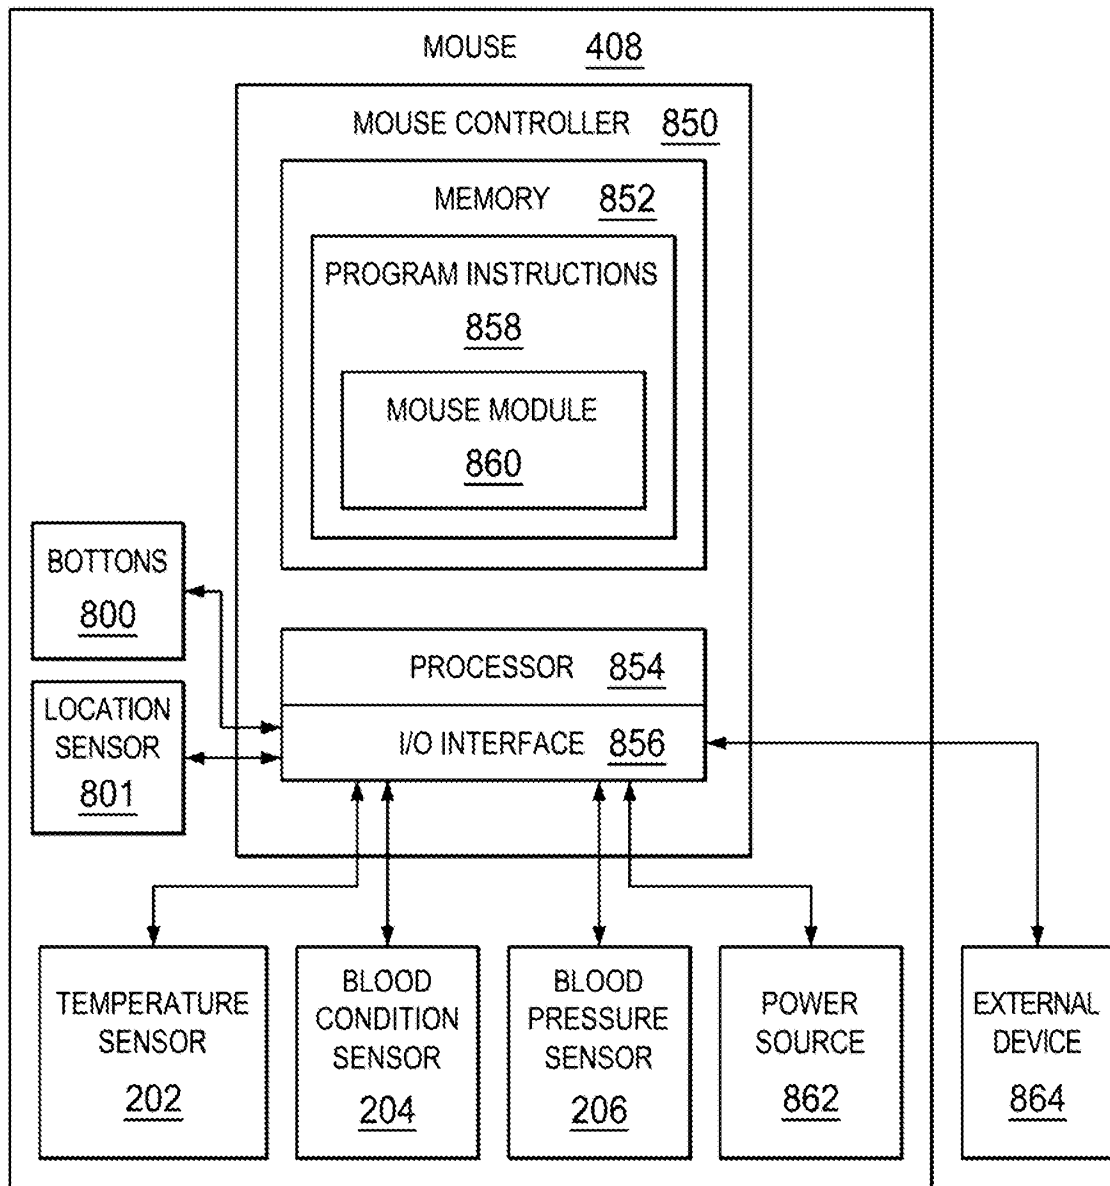 MOUSE 408
MOUSE CONTROLLER 850
MEMORY 852
PROGRAM INSTRUCTIONS
858
MOUSE MODULE
860
BOTTONS
800
LOCATION
SENSOR
801
PROCESSOR 854
I/O INTERFACE 856
TEMPERATURE
SENSOR
202
BLOOD
CONDITION
SENSOR
204
BLOOD
PRESSURE
SENSOR
206
POWER
SOURCE
862
EXTERNAL
DEVICE
864